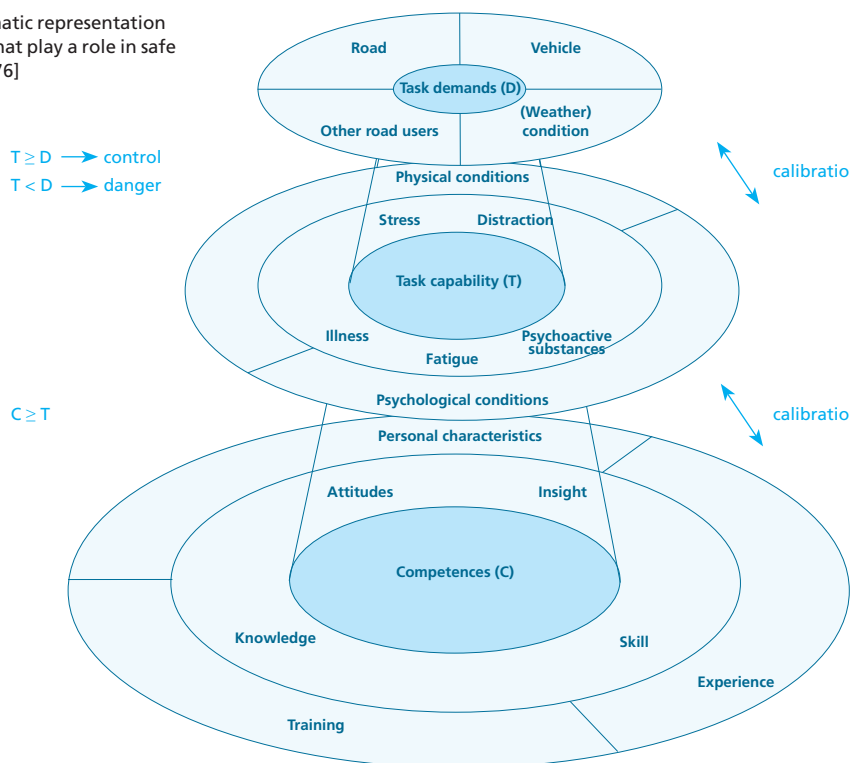 matic representation
hat play a role in safe
76]
Road
Vehicle
Task demands (D)
Other road users
(Weather)
condition
T ≥ D → control
T < D → danger
calibratio
Physical conditions
Stress
Distraction
Task capability (T)
Illness
Psychoactive
substances
Fatigue
Psychological conditions
C ≥ T
calibratio
Personal characteristics
Attitudes
Insight
Competences (C)
Knowledge
Skill
Experience
Training